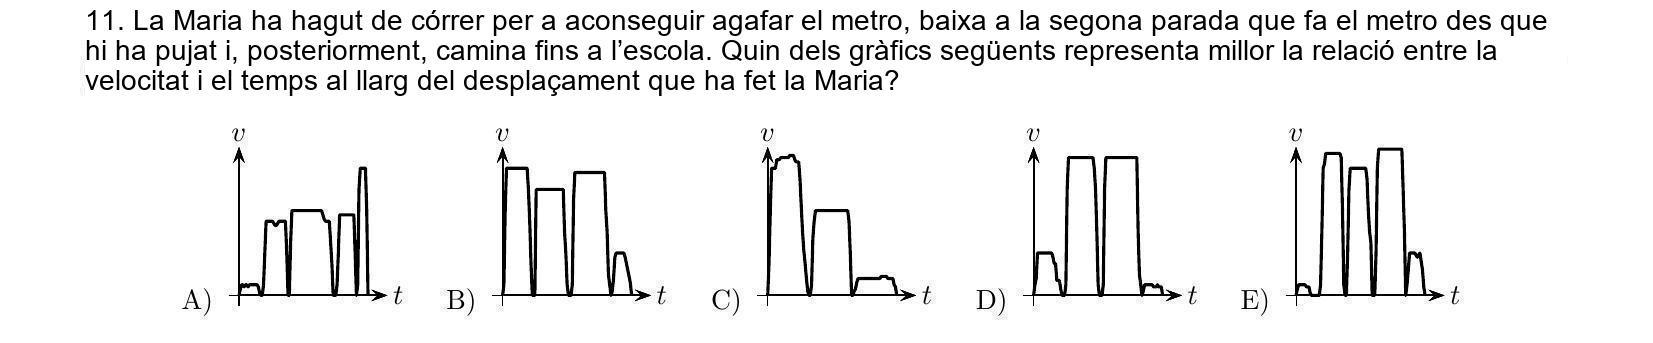 11. La Maria ha hagut de córrer per a aconseguir agafar el metro, baixa a la segona parada que fa el metro des que
hi ha pujat i, posteriorment, camina fins a l’escola. Quin dels gràfics següents representa millor la relació entre la
velocitat i el temps al llarg del desplaçament que ha fet la Maria?
v v v v v
A) t B) t C) t D) t E) t